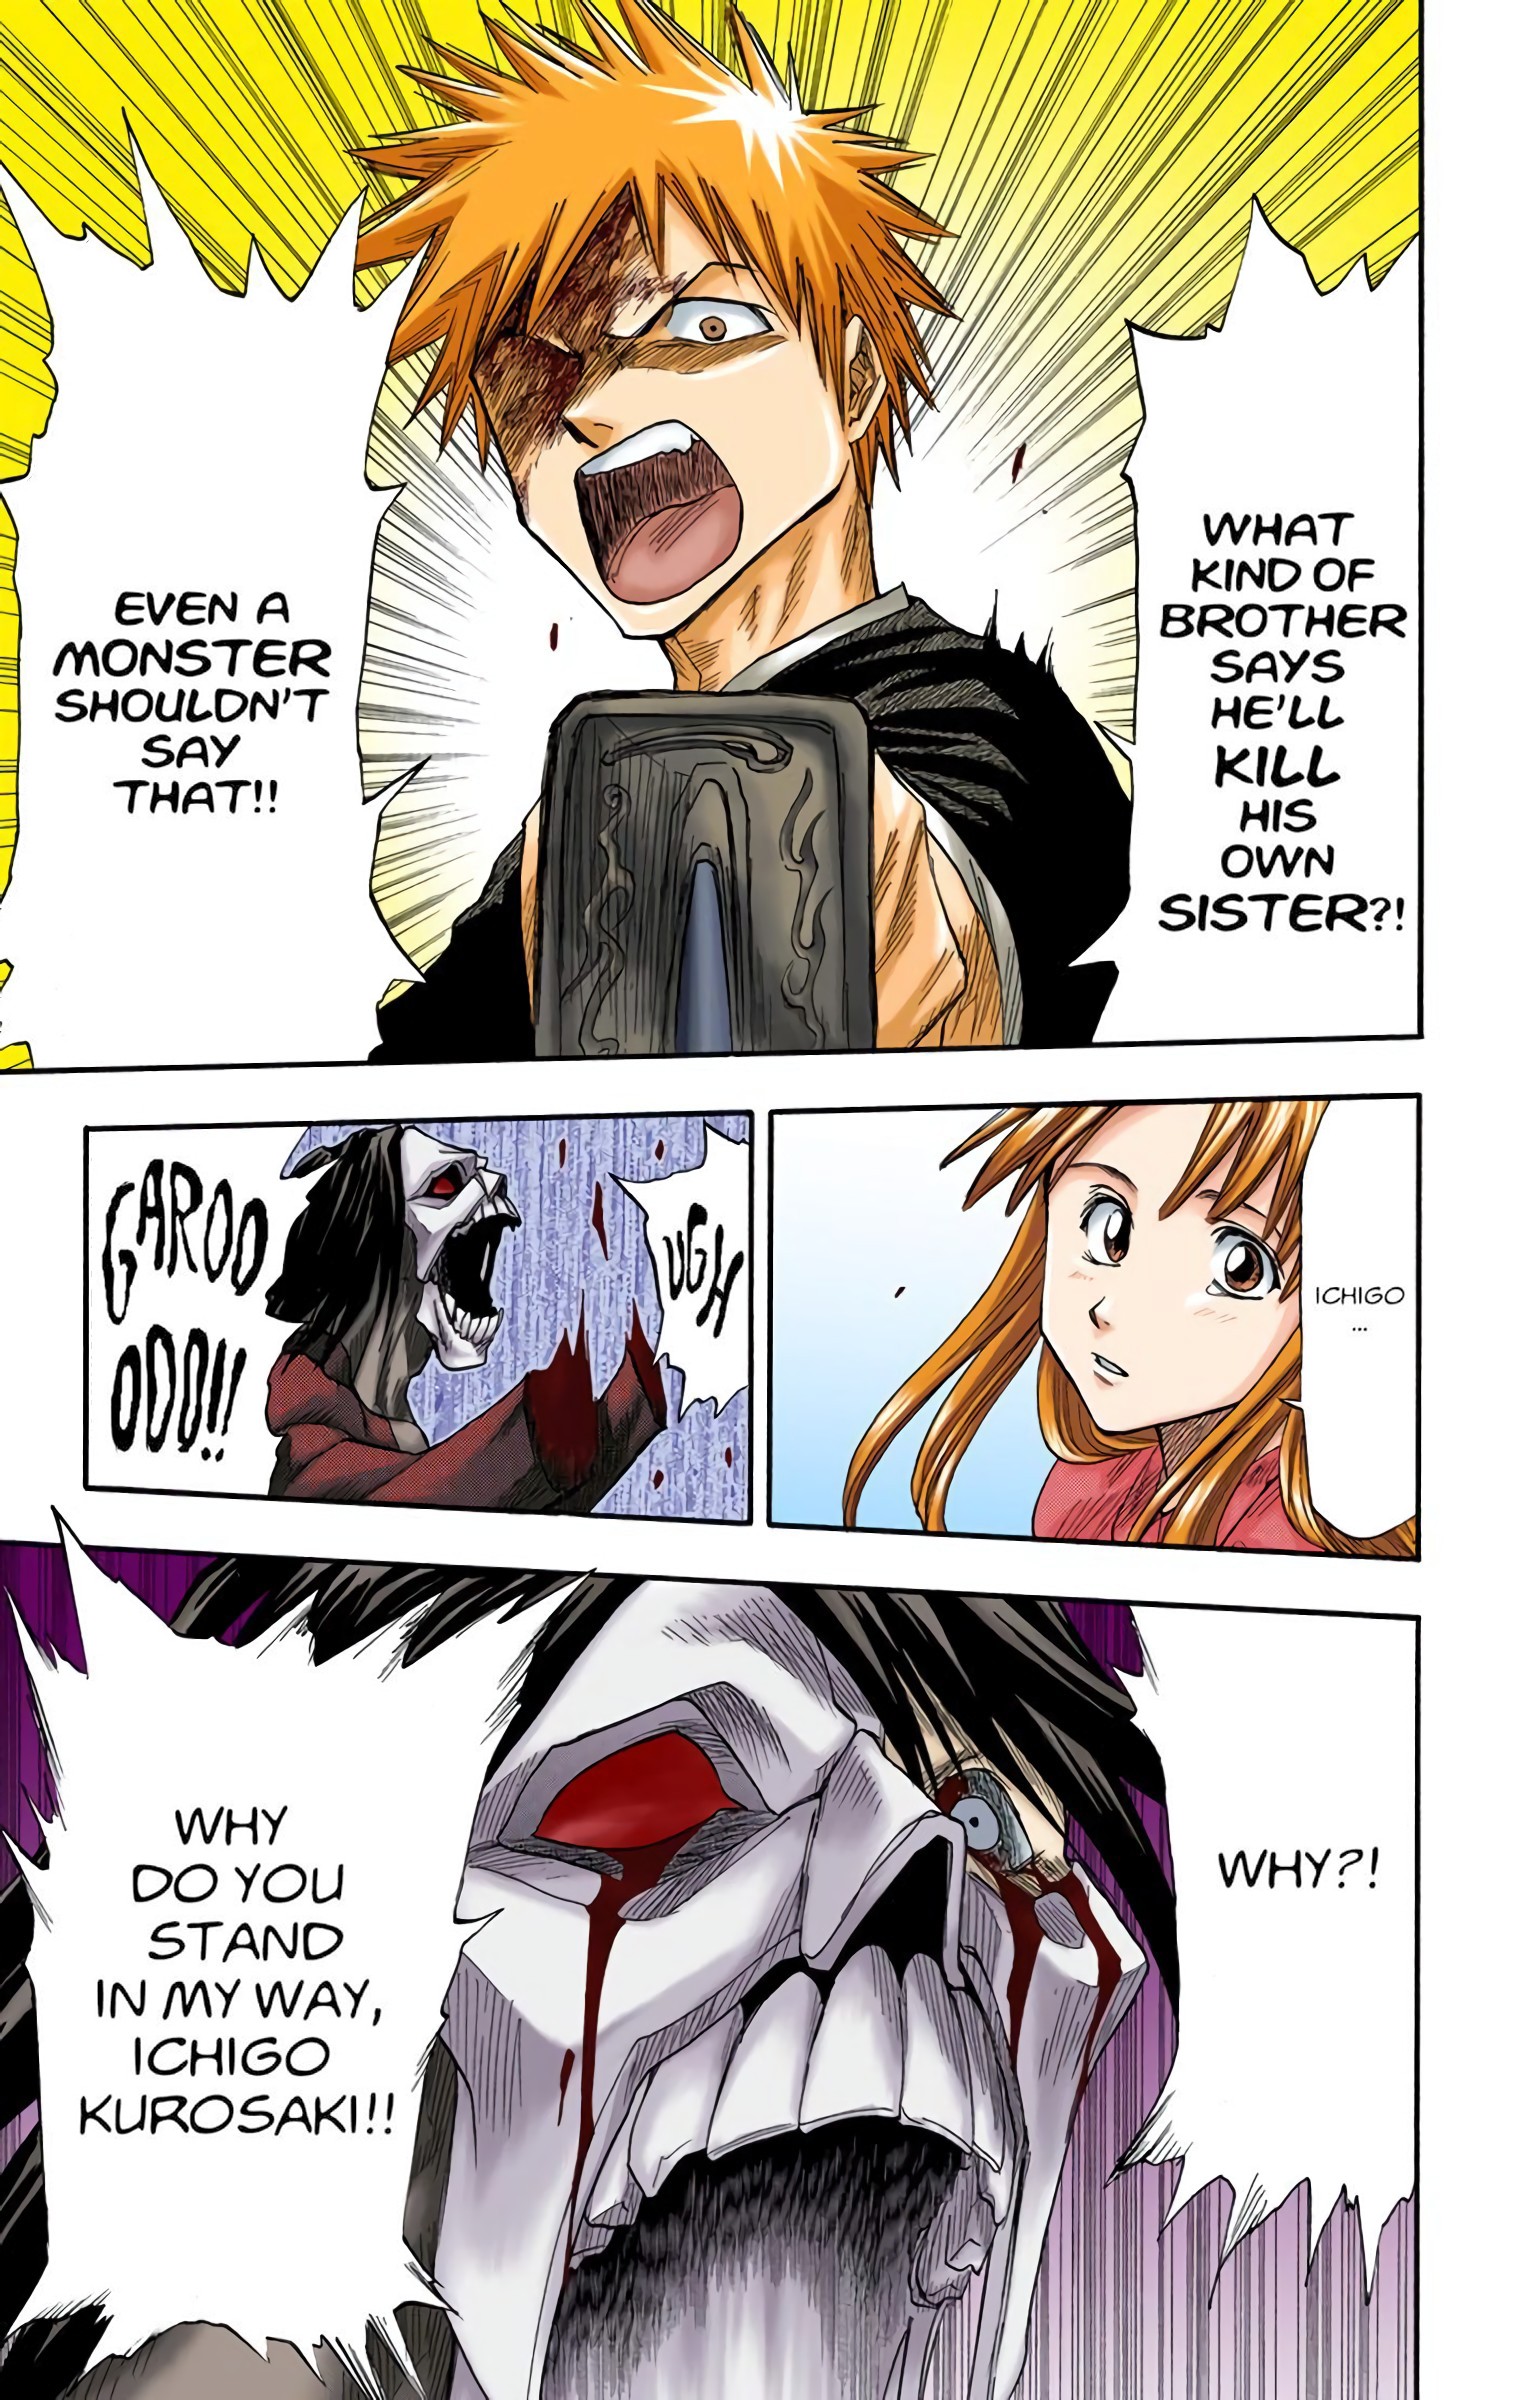 WHAT
KIND OF
BROTHER
SAYS
HE'LL
KILL
HIS
OWN
SISTER?!
EVEN A
MONSTER
SHOULDN'T
SAY
THAT!!
ICHIGO
...
UGH
GAROO
OOO!!
WHY?!
WHY
DO YOU
STAND
IN MY WAY,
ICHIGO
KUROSAKI!!